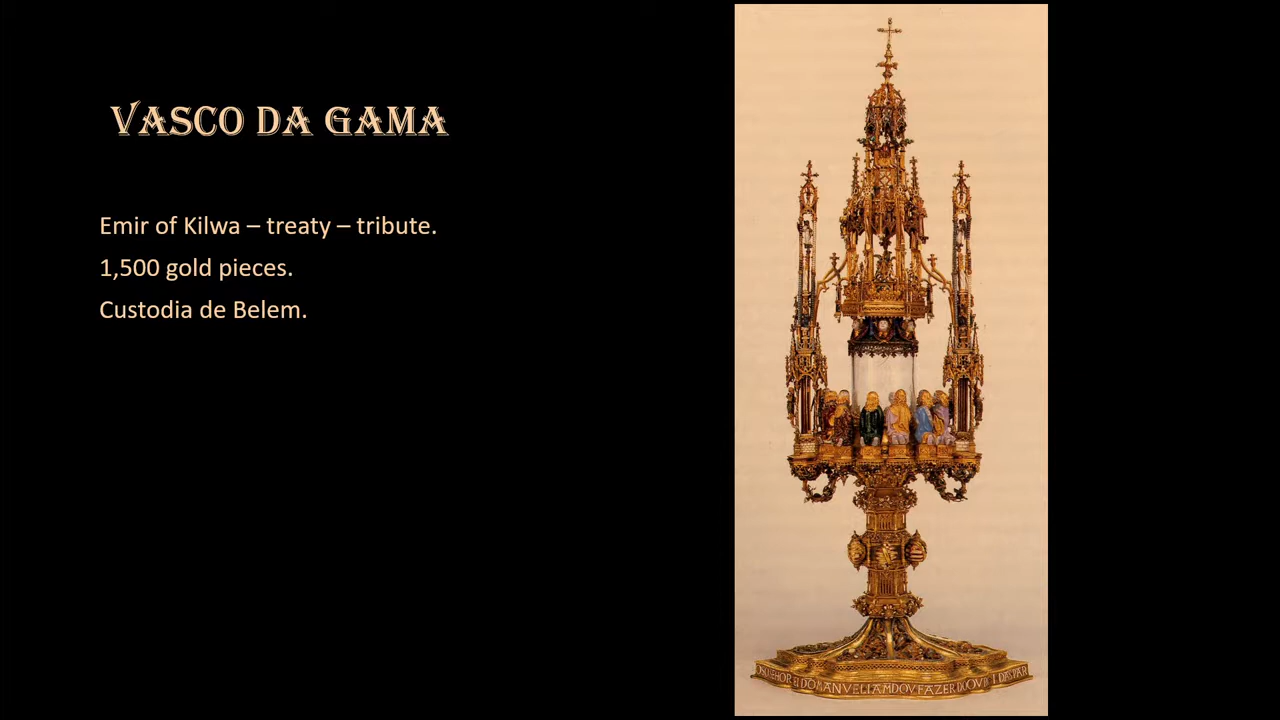 VASCO DA GAMA
Emir of Kilwa – treaty – tribute.
1,500 gold pieces.
Custodia de Belem.